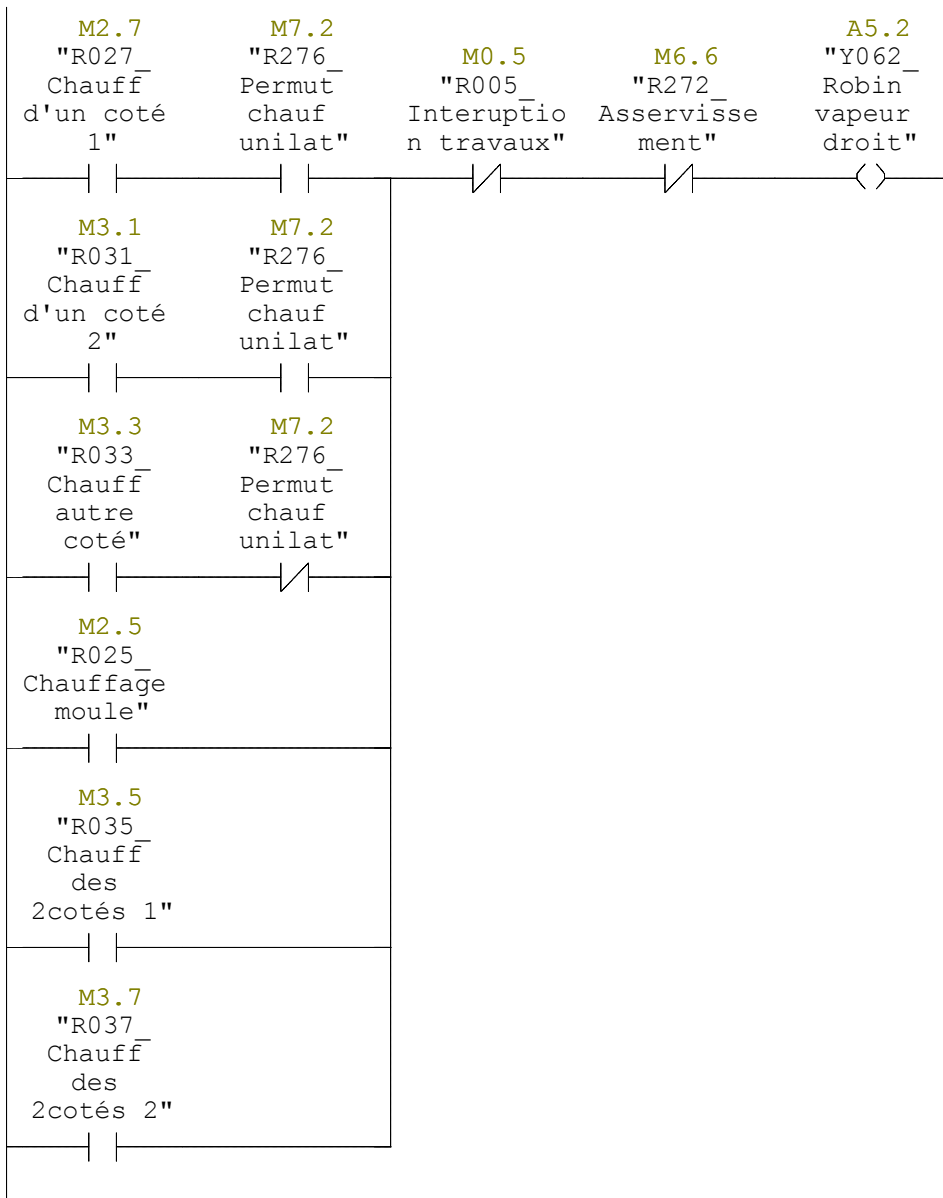 M2.7
"R027_
Chauff
d'un coté
1"
M7.2
"R276_
Permut
chauf
unilat"
M0.5
"R005_
Interuptio
n travaux"
M6.6
"R272_
Asservisse
ment"
A5.2
"Y062_
Robin
vapeur
droit"
M3.1
"R031_
Chauff
d'un coté
2"
M7.2
"R276_
Permut
chauf
unilat"
M3.3
"R033_
Chauff
autre
coté"
M7.2
"R276_
Permut
chauf
unilat"
M2.5
"R025_
Chauffage
moule"
M3.5
"R035_
Chauff
des
2cotés 1"
M3.7
"R037_
Chauff
des
2cotés 2"